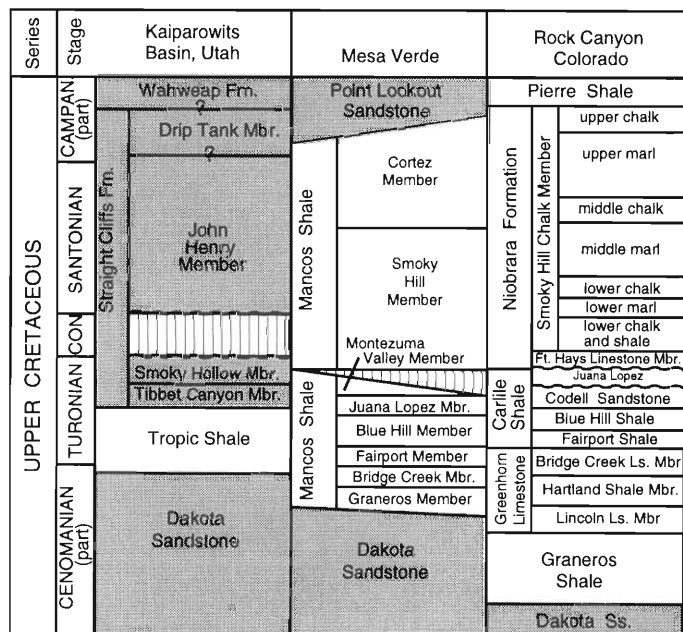 Series
Stage
Kaiparowits
Basin, Utah
Mesa Verde
Rock Canyon
Colorado
UPPER CRETACEOUS
CAMPAN.
(part)
SANTONIAN
CON.
TURONIAN
CENOMANIAN
(part)
Wahweap Fm.
?
Drip Tank Mbr.
?
Straight Cliffs Fm.
John
Henry
Member
Smoky Hollow Mbr.
Tibbet Canyon Mbr.
Tropic Shale
Dakota
Sandstone
Point Lookout
Sandstone
Mancos Shale
Cortez
Member
Smoky
Hill
Member
Montezuma
Valley Member
Mancos Shale
Juana Lopez Mbr.
Blue Hill Member
Fairport Member
Bridge Creek Mbr.
Graneros Member
Dakota
Sandstone
Pierre Shale
Niobrara Formation
Smoky Hill Chalk Member
upper chalk
upper marl
middle chalk
middle marl
lower chalk
lower marl
lower chalk
and shale
Ft. Hays Linestone Mbr.
Carlile
Shale
Juana Lopez
Codell Sandstone
Blue Hill Shale
Fairport Shale
Greenhorn
Limestone
Bridge Creek Ls. Mbr
Hartland Shale Mbr.
Lincoln Ls. Mbr
Graneros
Shale
Dakota Ss.